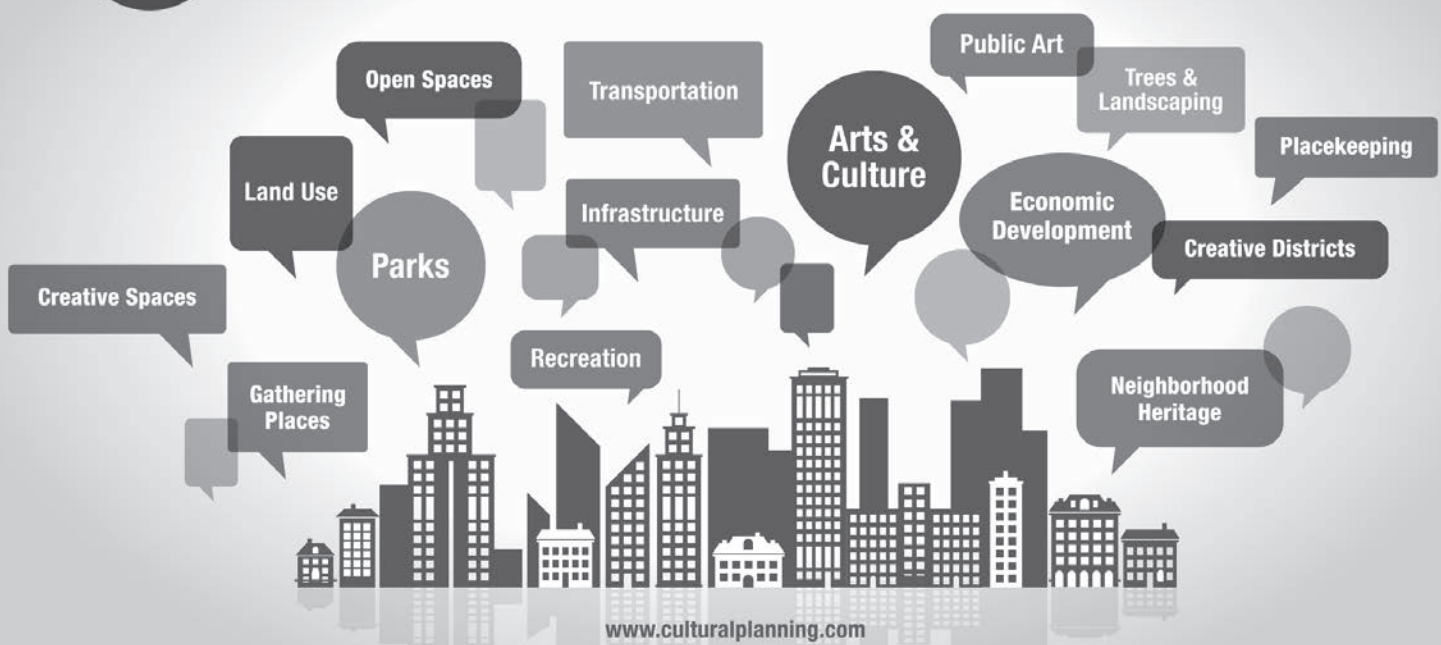 Public Art
Open Spaces
Transportation
Trees &
Landscaping
Arts &
Culture
Placekeeping
Land Use
Infrastructure
Economic
Development
Parks
Creative Districts
Creative Spaces
Recreation
Gathering
Places
Neighborhood
Heritage
www.culturalplanning.com